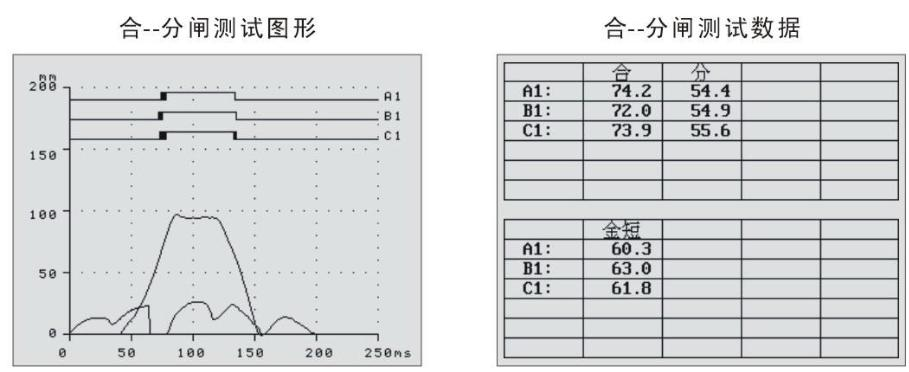 合--分闸测试图形
mm
200
A1
B1
C1
150
100
50
0
0 50 100 150 200 250ms
合--分闸测试数据
合 分
A1: 74.2 54.4
B1: 72.0 54.9
C1: 73.9 55.6
金短
A1: 60.3
B1: 63.0
C1: 61.8